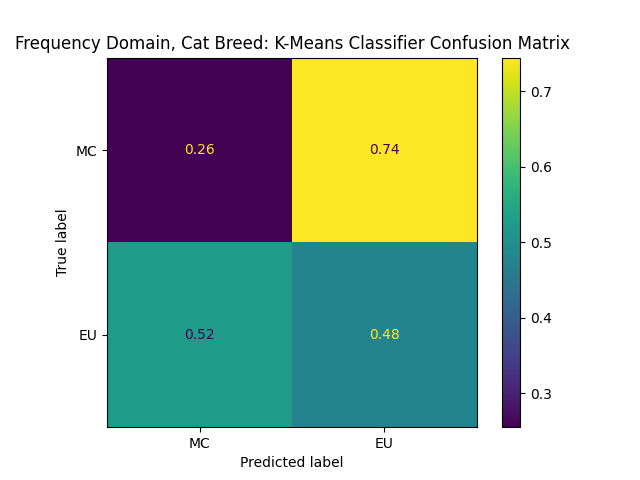 Frequency Domain, Cat Breed: K-Means Classifier Confusion Matrix
MC
0.26
0.74
EU
0.52
0.48
True label
MC
EU
Predicted label
0.7
0.6
0.5
0.4
0.3